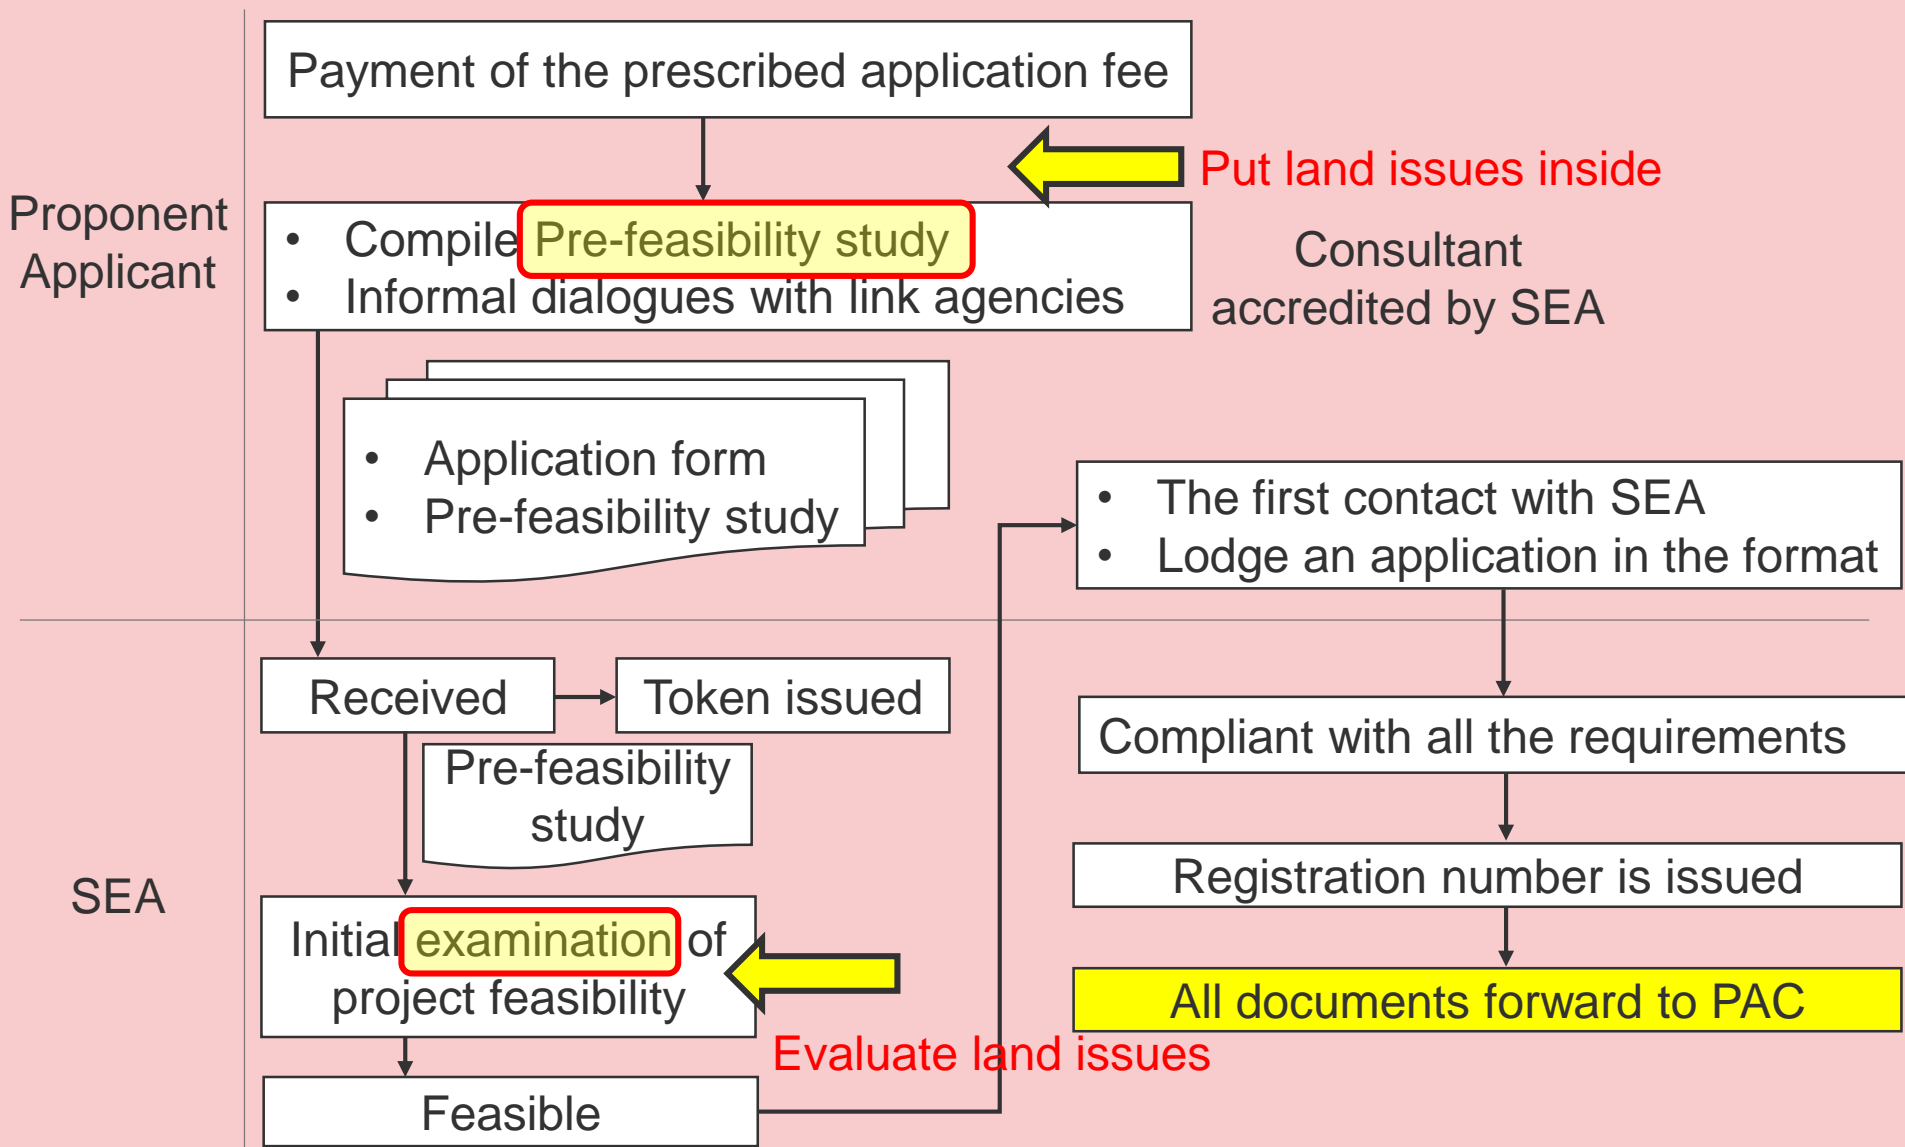 Payment of the prescribed application fee
Put land issues inside
Proponent
Applicant
• Compile Pre-feasibility study
• Informal dialogues with link agencies
Consultant
accredited by SEA
• Application form
• Pre-feasibility study
• The first contact with SEA
• Lodge an application in the format
SEA
Received
Token issued
Pre-feasibility
study
Initial examination of
project feasibility
Evaluate land issues
Feasible
Compliant with all the requirements
Registration number is issued
All documents forward to PAC